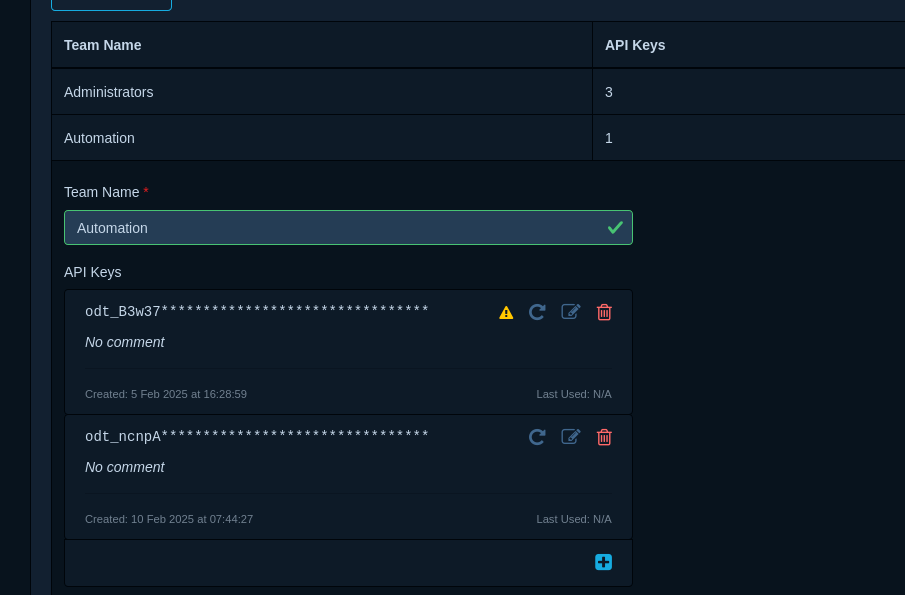 Team Name API Keys
Administrators 3
Automation 1
Team Name *
Automation
API Keys
odt_B3w37********************************
No comment
Created: 5 Feb 2025 at 16:28:59 Last Used: N/A
odt_ncnpA********************************
No comment
Created: 10 Feb 2025 at 07:44:27 Last Used: N/A